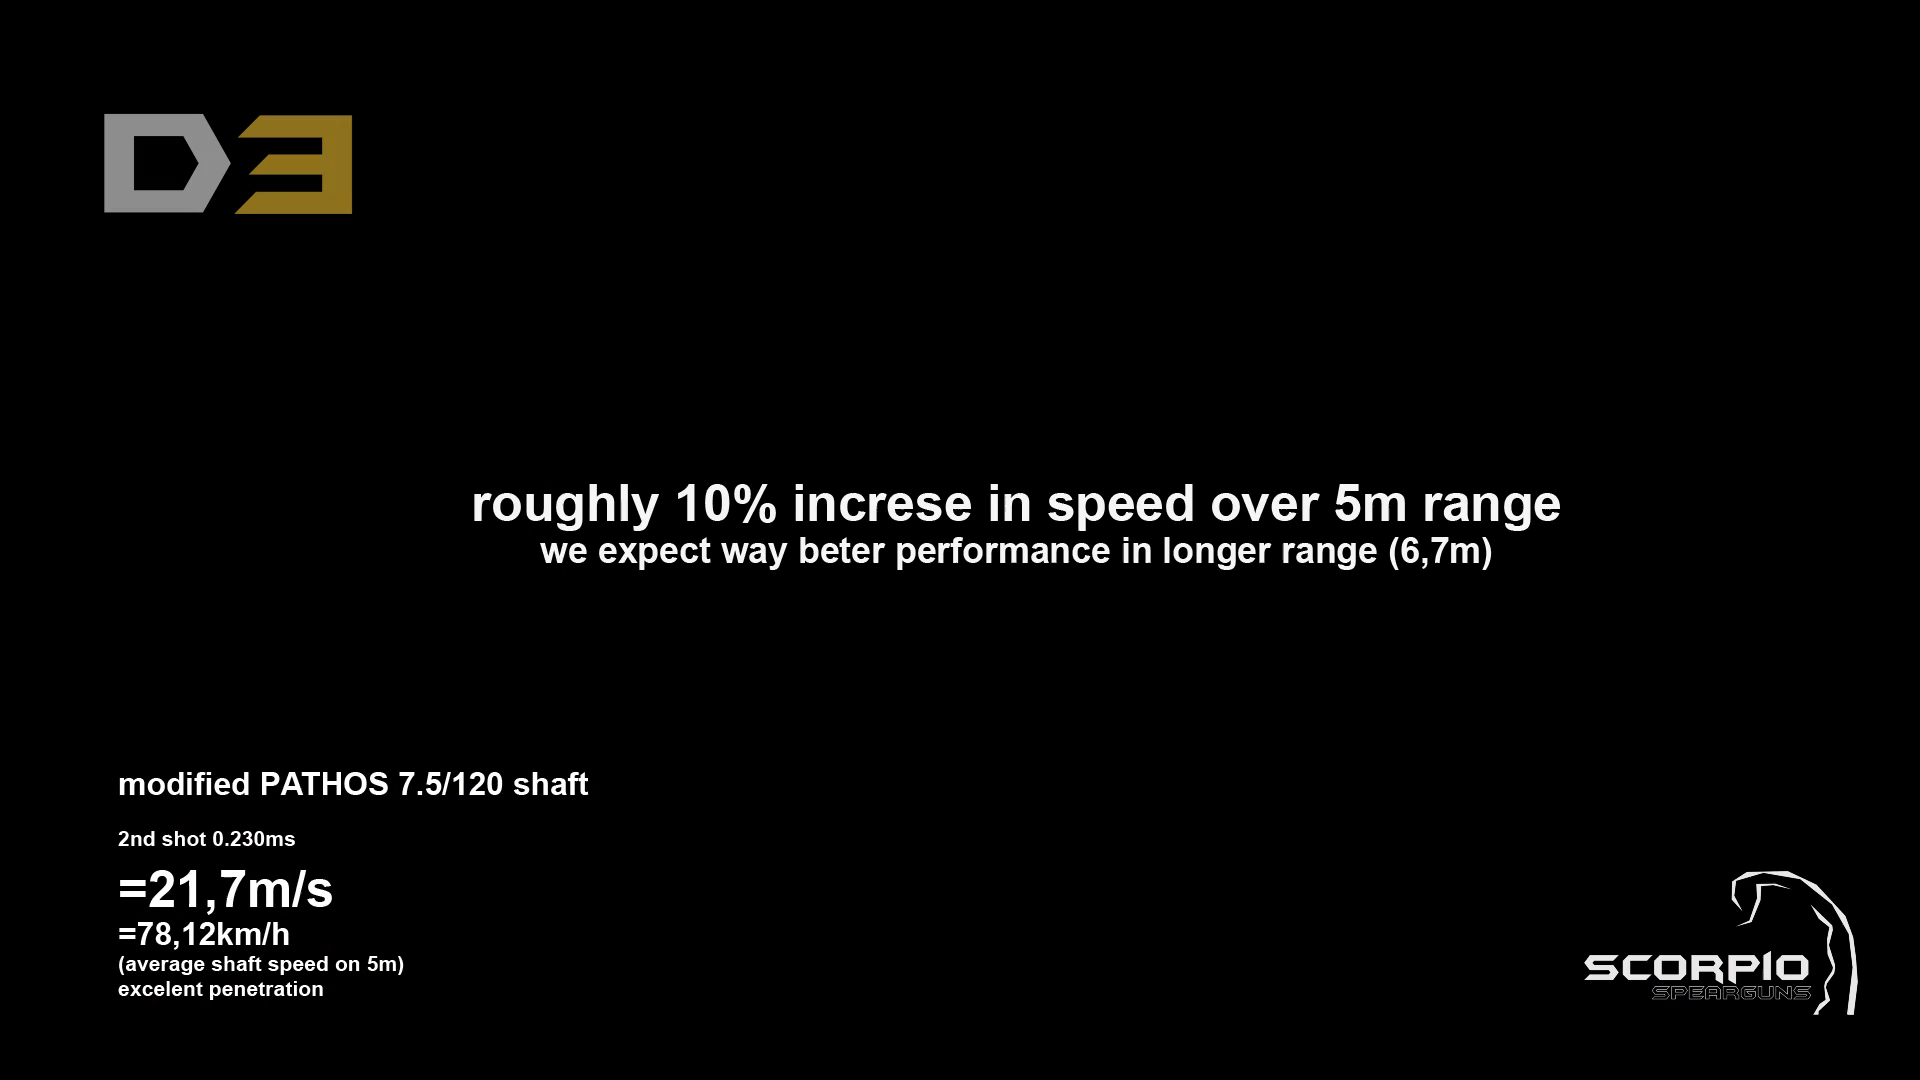 D3
roughly 10% increse in speed over 5m range
we expect way beter performance in longer range (6,7m)
modified PATHOS 7.5/120 shaft
2nd shot 0.230ms
=21,7m/s
=78,12km/h
(average shaft speed on 5m)
excelent penetration
SCORPIO
SPEARGUNS